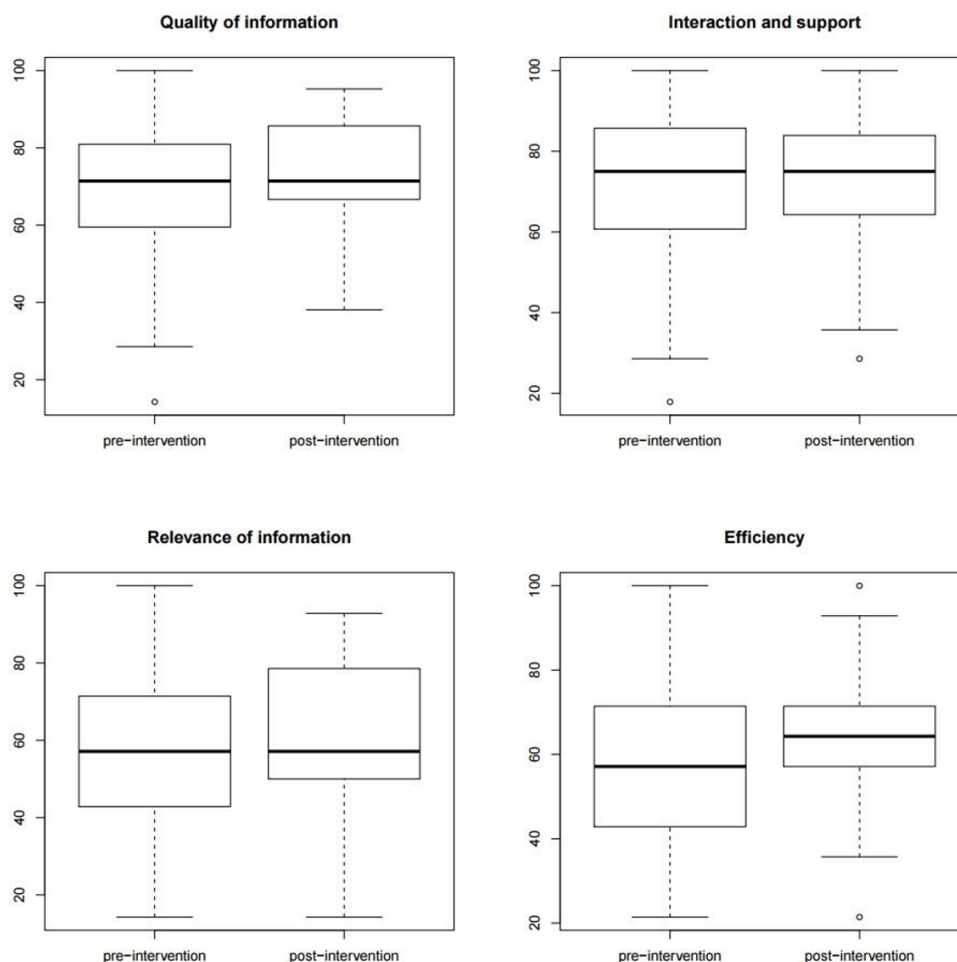 Quality of information
100
80
60
40
20
pre−intervention post−intervention
Interaction and support
100
80
60
40
20
pre−intervention post−intervention
Relevance of information
100
80
60
40
20
pre−intervention post−intervention
Efficiency
100
80
60
40
20
pre−intervention post−intervention